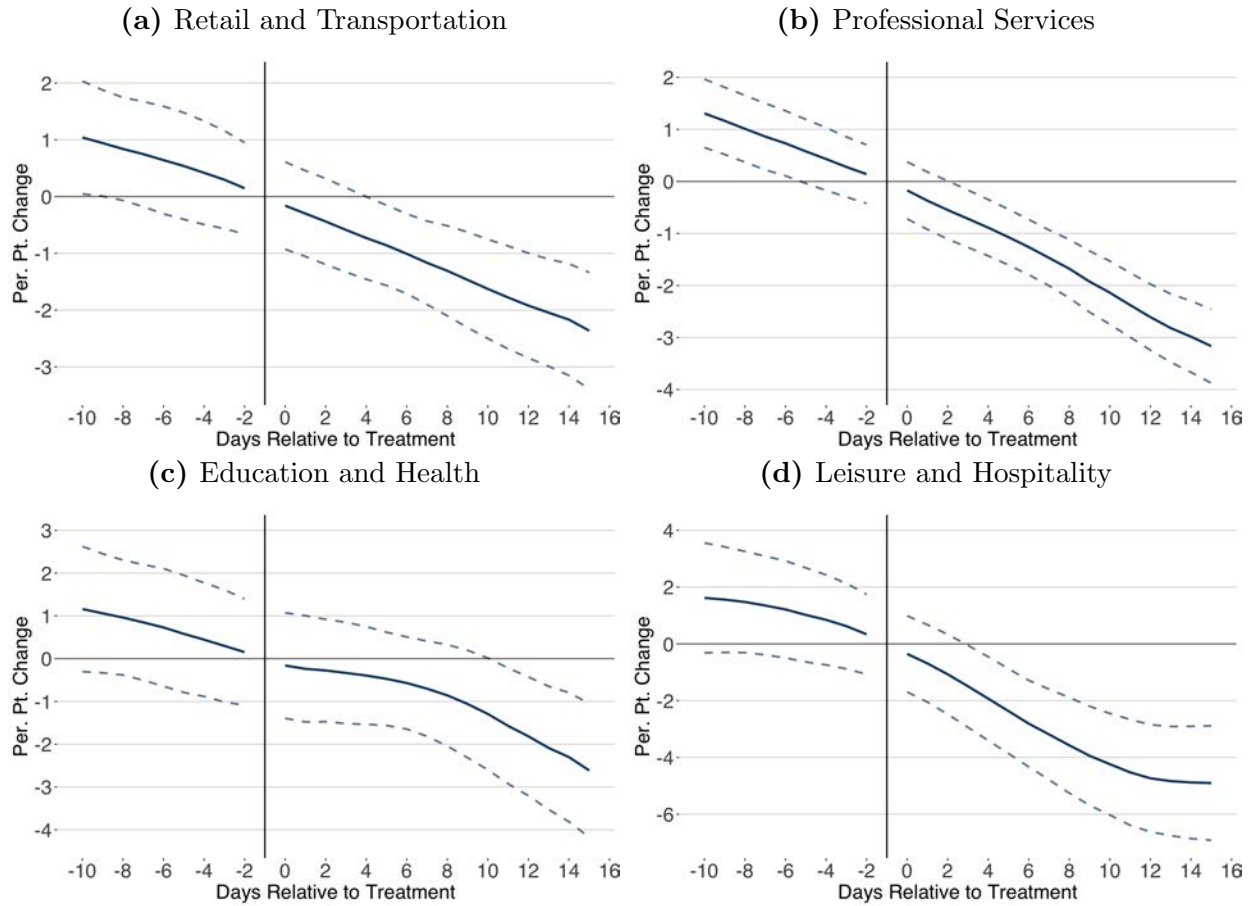 (a) Retail and Transportation
(b) Professional Services
Per. Pt. Change
2
1
0
-1
-2
-3
-10 -8 -6 -4 -2 0 2 4 6 8 10 12 14 16
Days Relative to Treatment
Per. Pt. Change
2
1
0
-1
-2
-3
-4
-10 -8 -6 -4 -2 0 2 4 6 8 10 12 14 16
Days Relative to Treatment
(c) Education and Health
(d) Leisure and Hospitality
Per. Pt. Change
3
2
1
0
-1
-2
-3
-4
-10 -8 -6 -4 -2 0 2 4 6 8 10 12 14 16
Days Relative to Treatment
Per. Pt. Change
4
2
0
-2
-4
-6
-10 -8 -6 -4 -2 0 2 4 6 8 10 12 14 16
Days Relative to Treatment